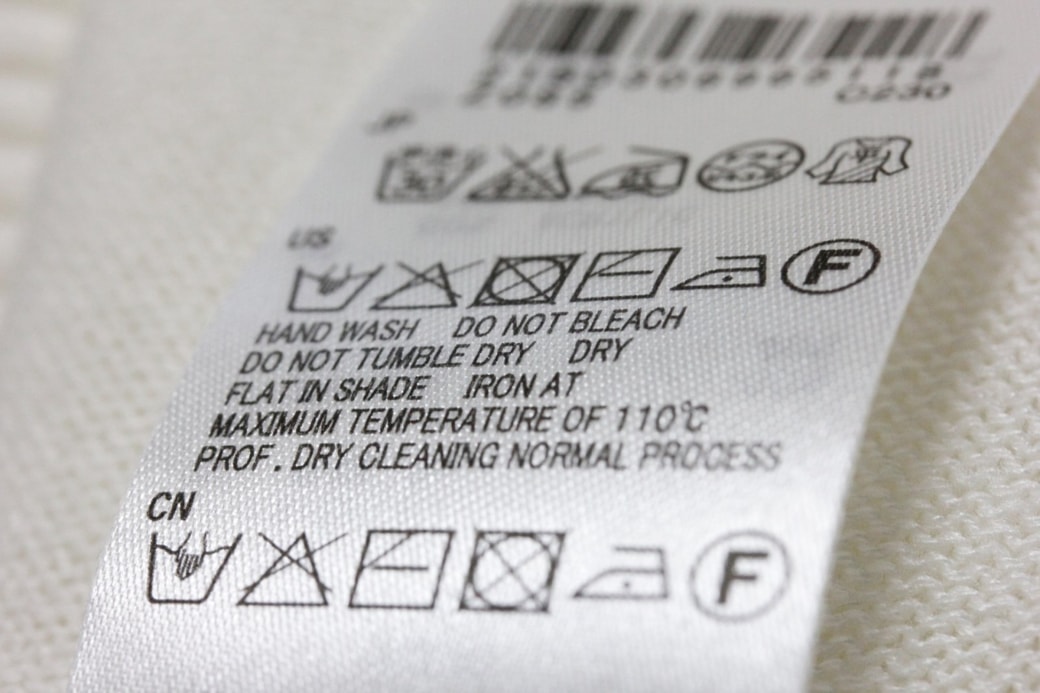 C230
US
F
HAND WASH DO NOT BLEACH
DO NOT TUMBLE DRY DRY
FLAT IN SHADE IRON AT
MAXIMUM TEMPERATURE OF 110℃
PROF. DRY CLEANING NORMAL PROCESS
CN
F